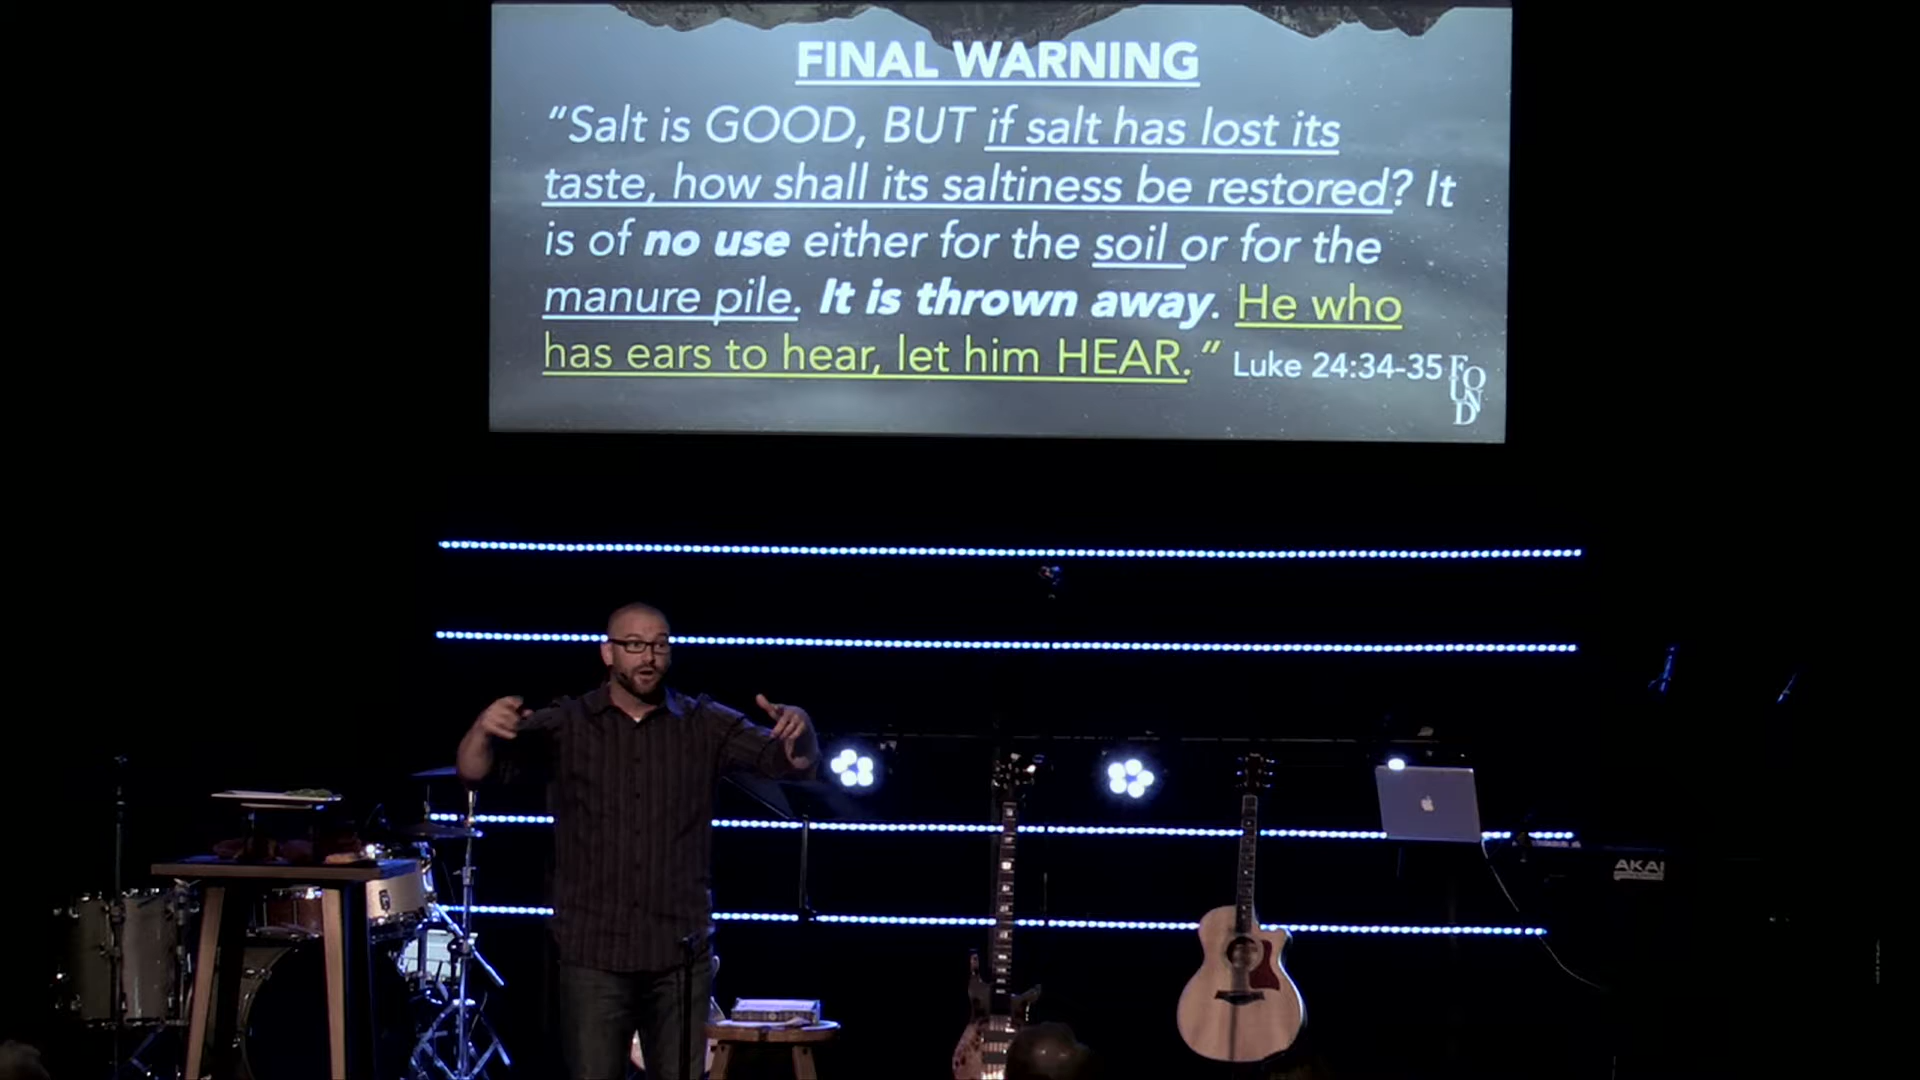 FINAL WARNING
“Salt is GOOD, BUT if salt has lost its
taste, how shall its saltiness be restored? It
is of no use either for the soil or for the
manure pile. It is thrown away. He who
has ears to hear, let him HEAR.“ Luke 24:34-35
FOUND
AKAI